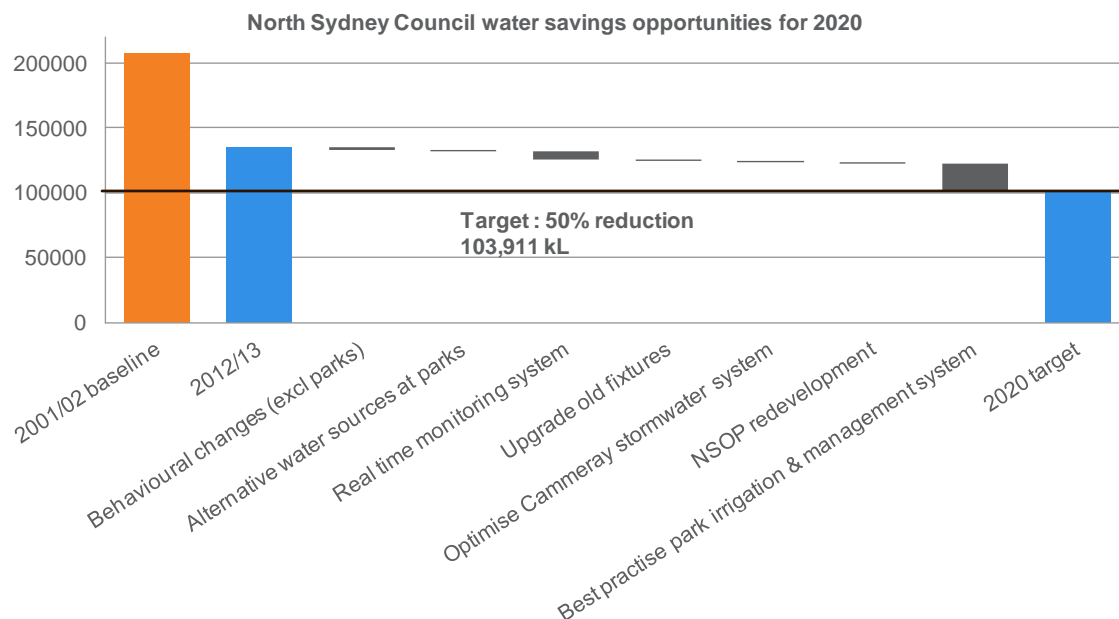 North Sydney Council water savings opportunities for 2020
200000
150000
100000
50000
0
Target : 50% reduction
103,911 kL
2001/02 baseline
2012/13
Behavioural changes (excl parks)
Alternative water sources at parks
Real time monitoring system
Upgrade old fixtures
Optimise Cammeray stormwater system
NSOP redevelopment
Best practise park irrigation & management system
2020 target